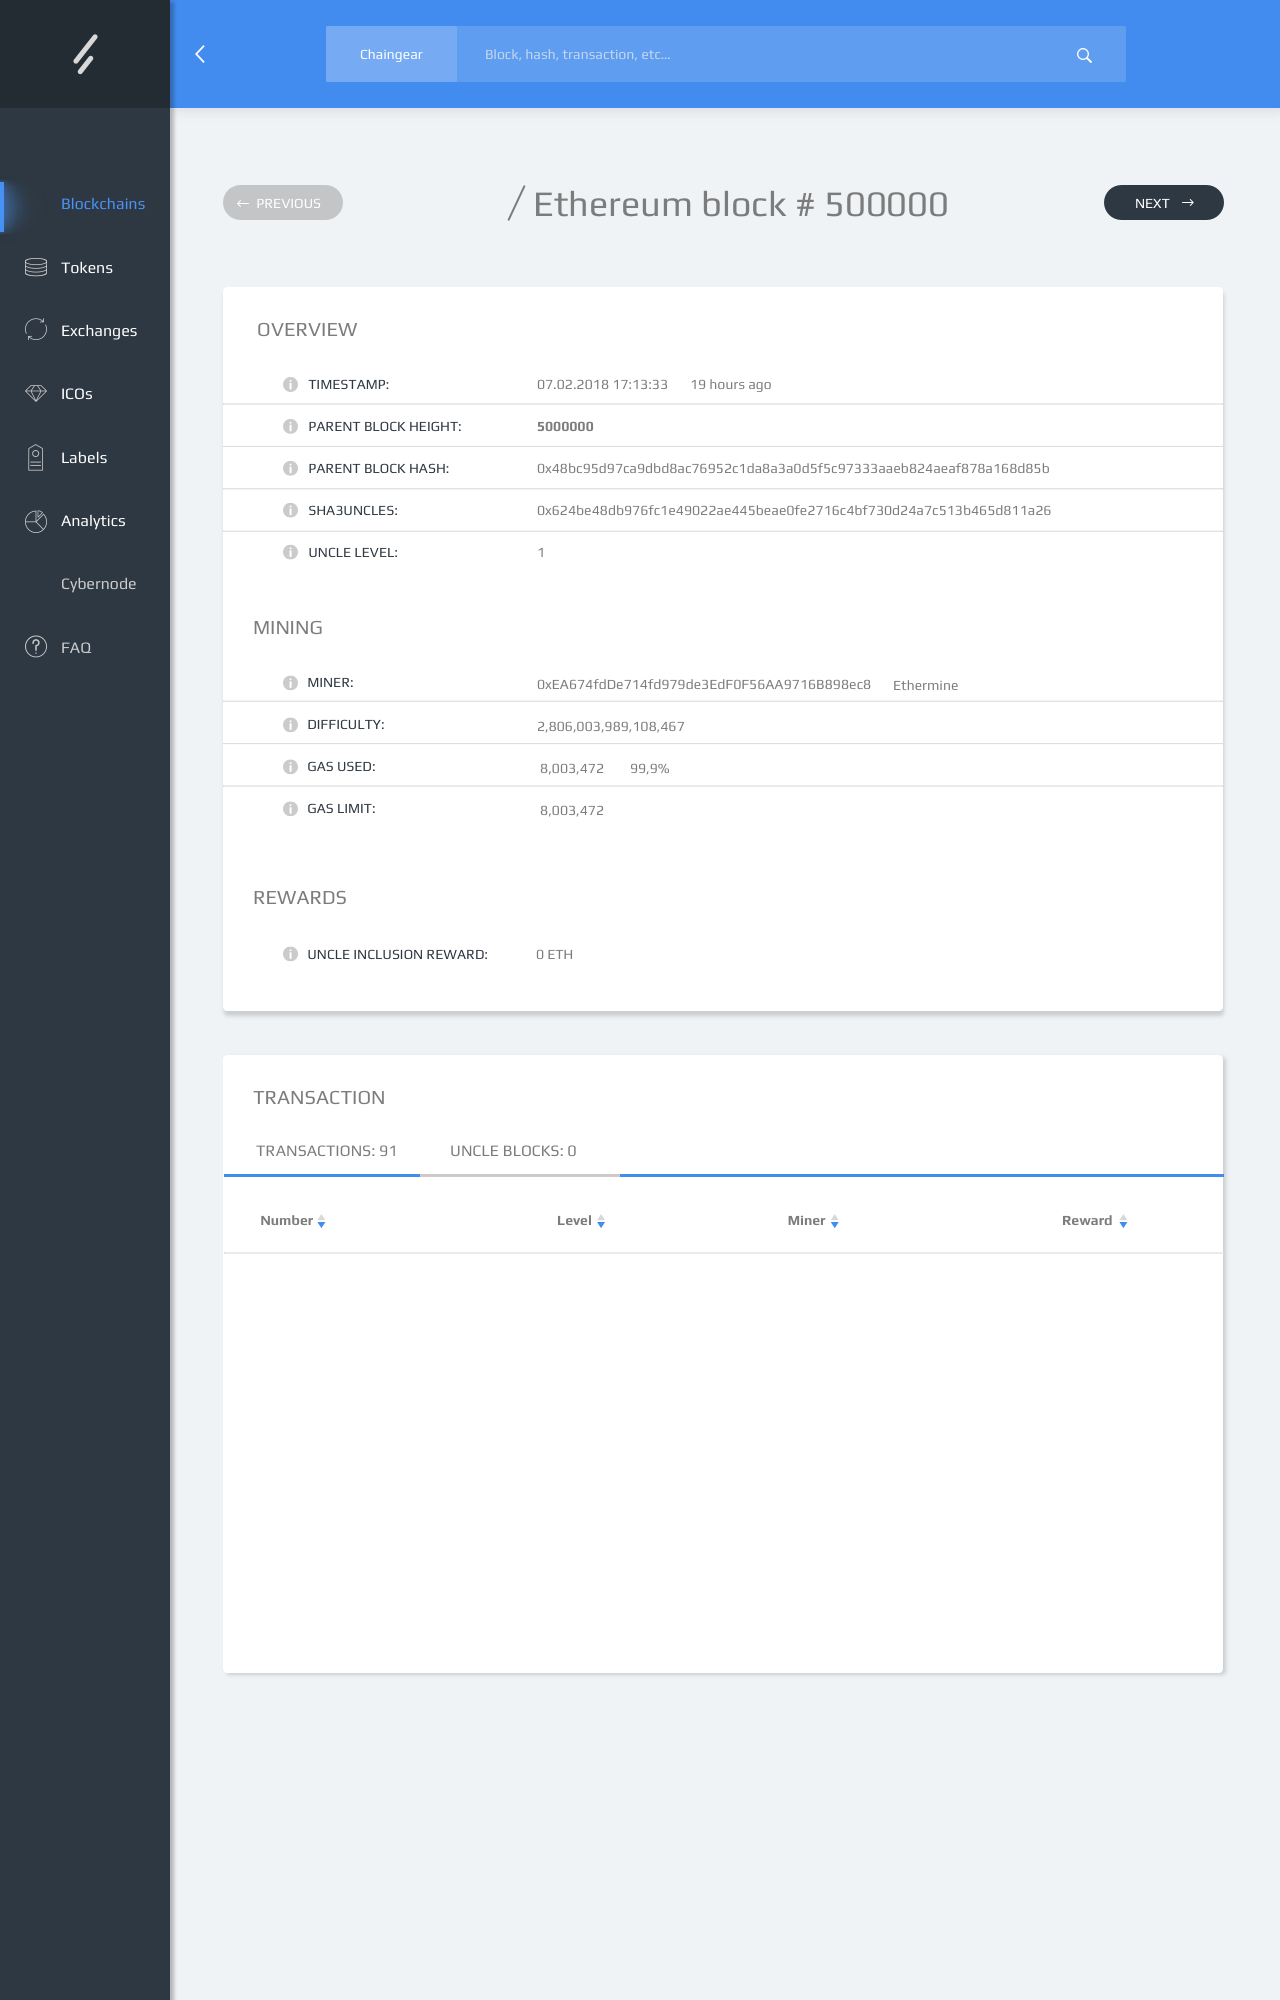 Chaingear Block, hash, transaction, etc...
Blockchains
Tokens
Exchanges
ICOs
Labels
Analytics
Cybernode
FAQ
← PREVIOUS
/ Ethereum block # 500000
NEXT →
OVERVIEW
TIMESTAMP: 07.02.2018 17:13:33 19 hours ago
PARENT BLOCK HEIGHT: 5000000
PARENT BLOCK HASH: 0x48bc95d97ca9dbd8ac76952c1da8a3a0d5f5c97333aaeb824aeaf878a168d85b
SHA3UNCLES: 0x624be48db976fc1e49022ae445beae0fe2716c4bf730d24a7c513b465d811a26
UNCLE LEVEL: 1
MINING
MINER: 0xEA674fdDe714fd979de3EdF0F56AA9716B898ec8 Ethermine
DIFFICULTY: 2,806,003,989,108,467
GAS USED: 8,003,472 99,9%
GAS LIMIT: 8,003,472
REWARDS
UNCLE INCLUSION REWARD: 0 ETH
TRANSACTION
TRANSACTIONS: 91 UNCLE BLOCKS: 0
Number Level Miner Reward